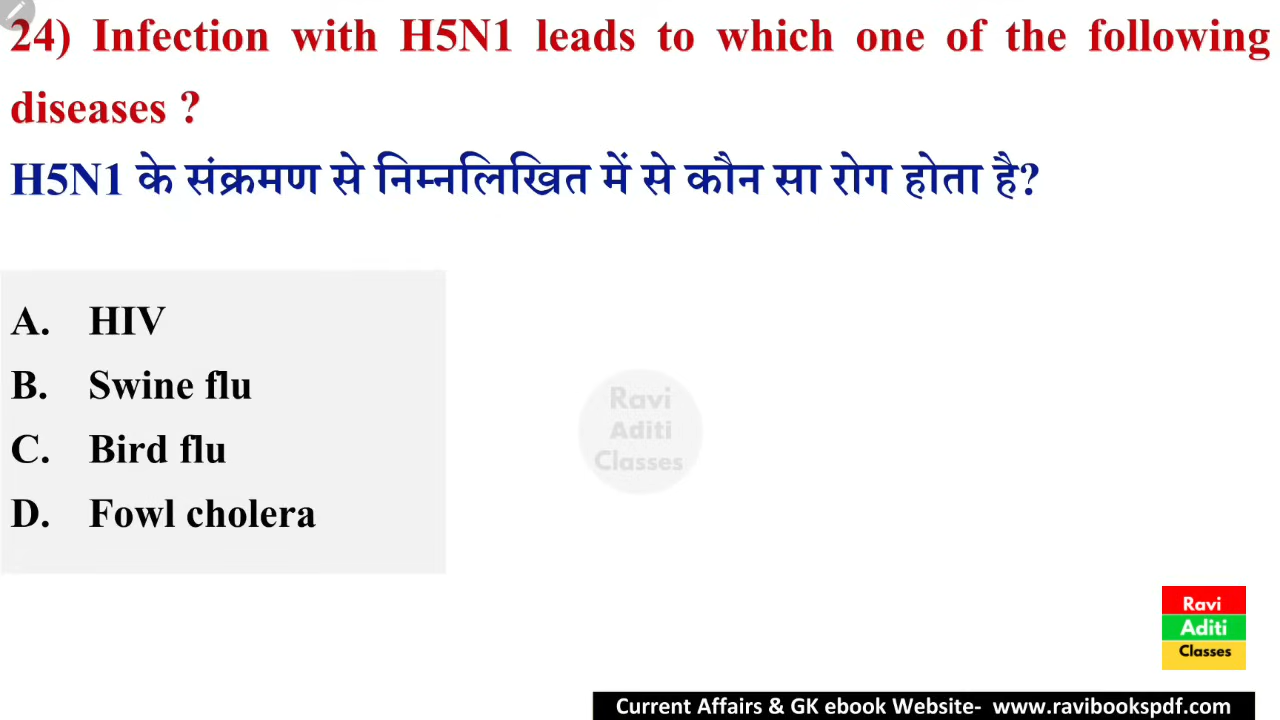 24) Infection with H5N1 leads to which one of the following
diseases ?
H5N1 के संक्रमण से निम्नलिखित में से कौन सा रोग होता है?
A. HIV
B. Swine flu
C. Bird flu
D. Fowl cholera
Ravi
Aditi
Classes
Ravi
Aditi
Classes
Current Affairs & GK ebook Website- www.ravibookspdf.com